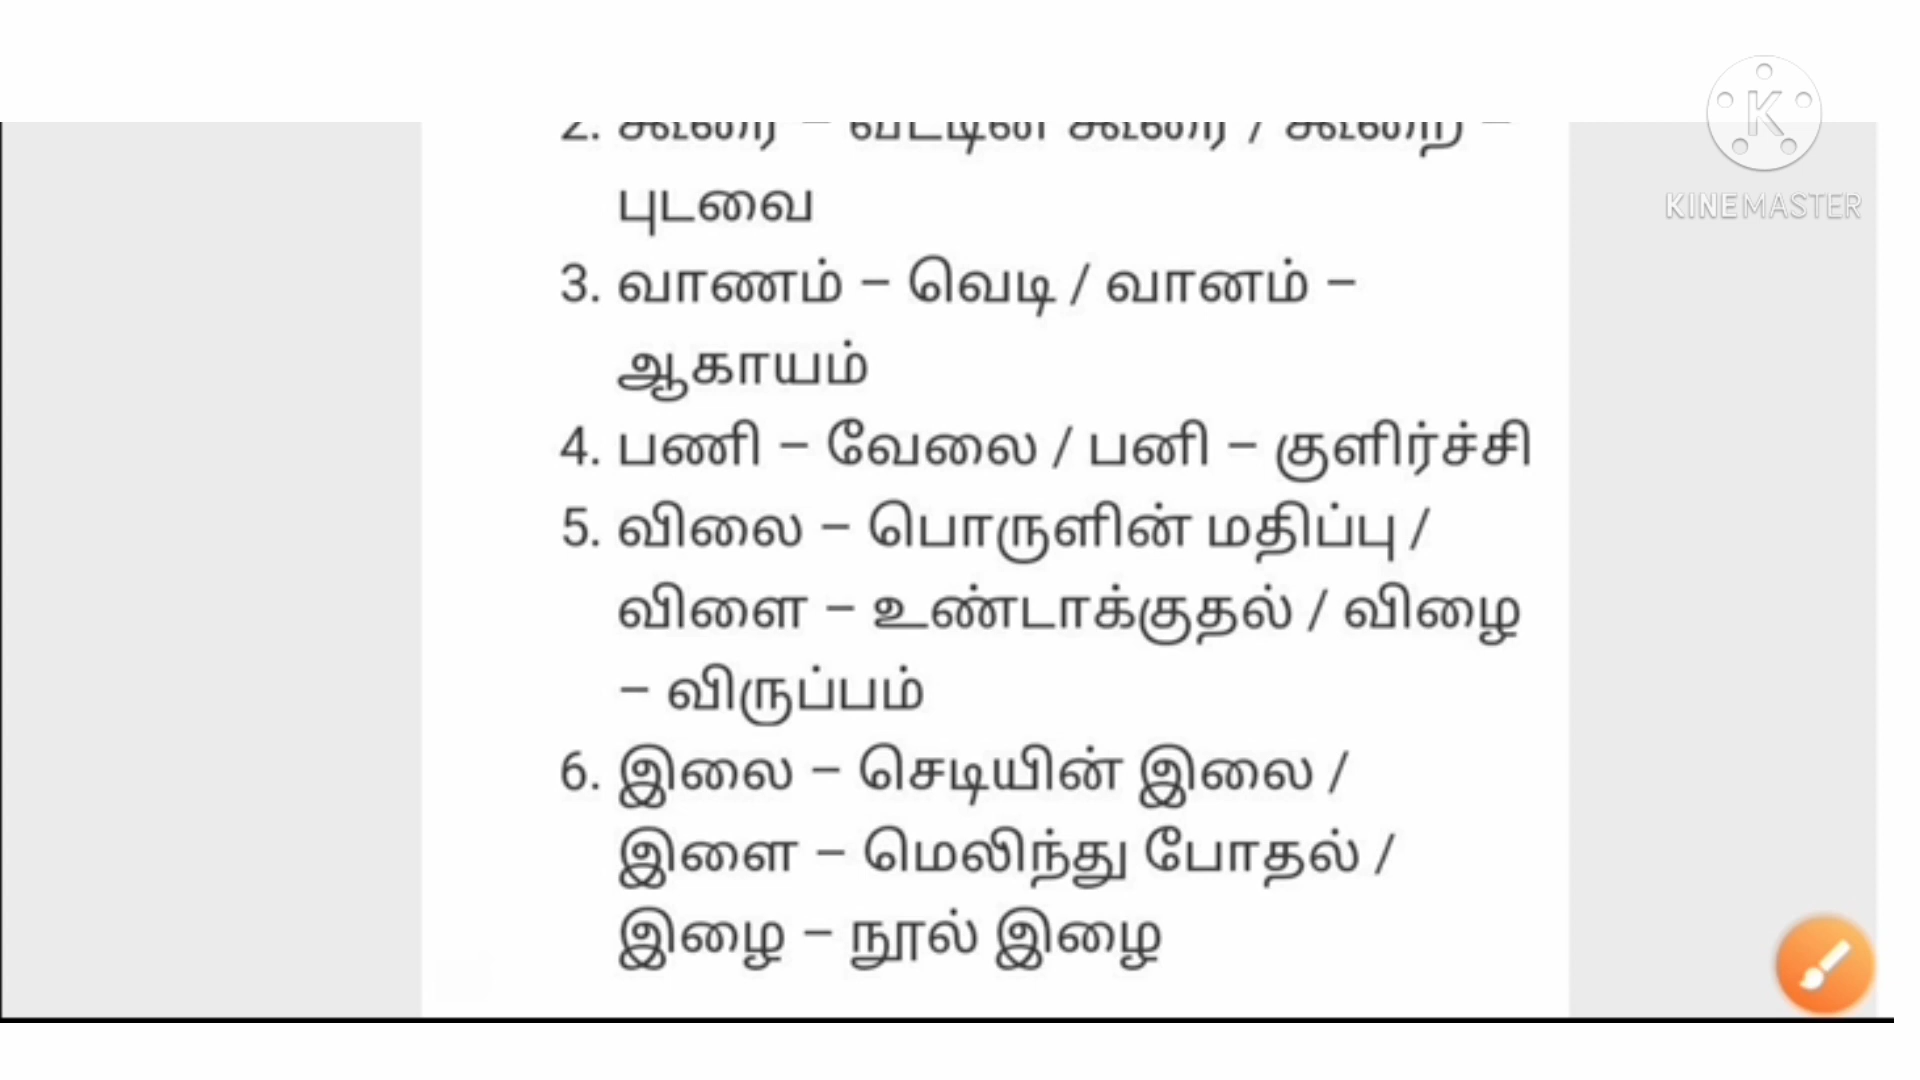 2. கூரை – வீட்டின் கூரை / கூறை –
புடவை
3. வாணம் – வெடி / வானம் –
ஆகாயம்
4. பணி – வேலை / பனி – குளிர்ச்சி
5. விலை – பொருளின் மதிப்பு /
விளை – உண்டாக்குதல் / விழை
– விருப்பம்
6. இலை – செடியின் இலை /
இளை – மெலிந்து போதல் /
இழை – நூல் இழை
K
KINEMASTER